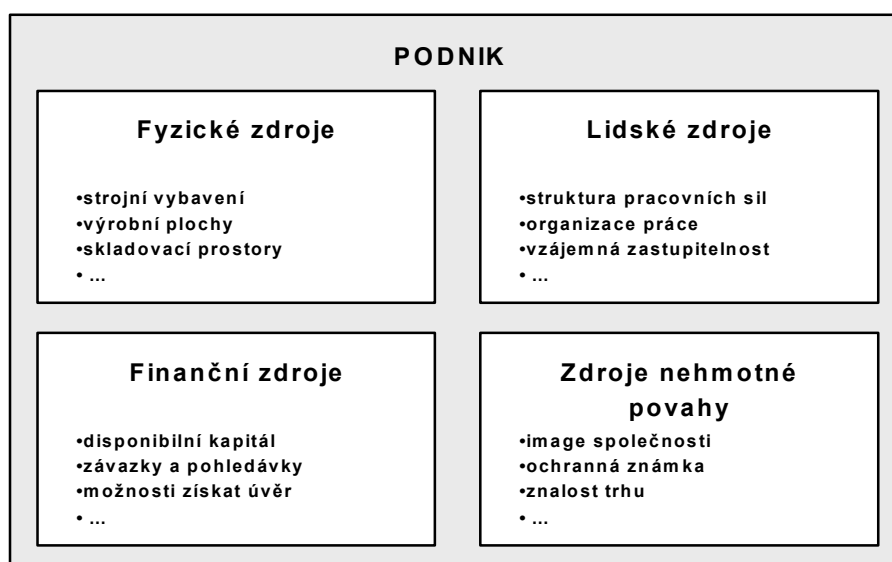 PODNIK
Fyzické zdroje
•strojní vybavení
•výrobní plochy
•skladovací prostory
• ...
Lidské zdroje
•struktura pracovních sil
•organizace práce
•vzájemná zastupitelnost
• ...
Finanční zdroje
•disponibilní kapitál
•závazky a pohledávky
•možnosti získat úvěr
• ...
Zdroje nehmotné
povahy
•image společnosti
•ochranná známka
•znalost trhu
• ...